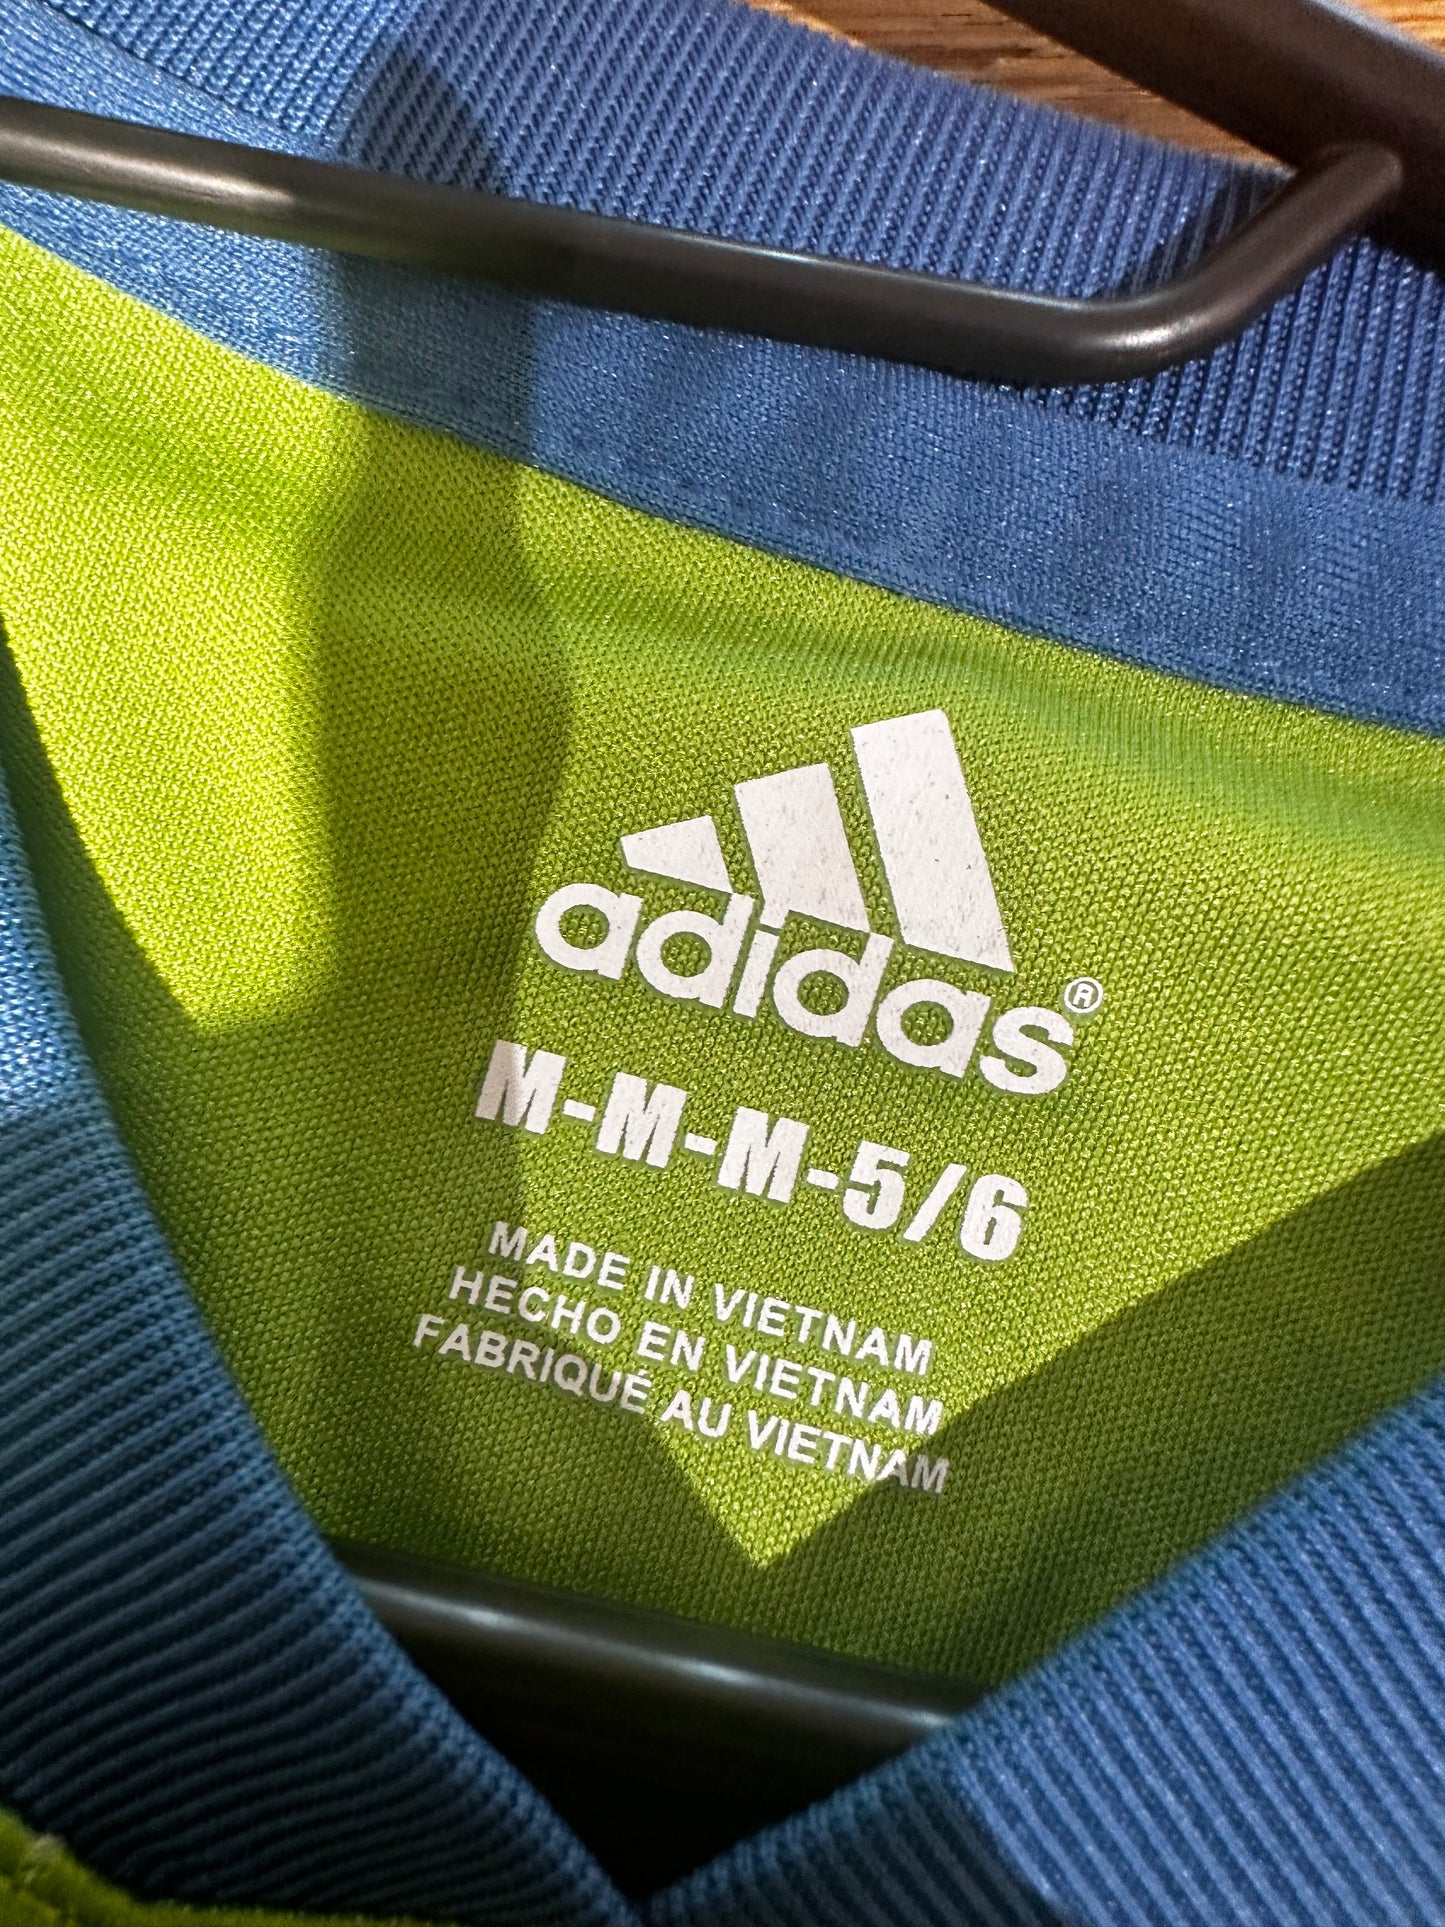 adidas®
M-M-M-5/6
MADE IN VIETNAM
HECHO EN VIETNAM
FABRIQUÉ AU VIETNAM